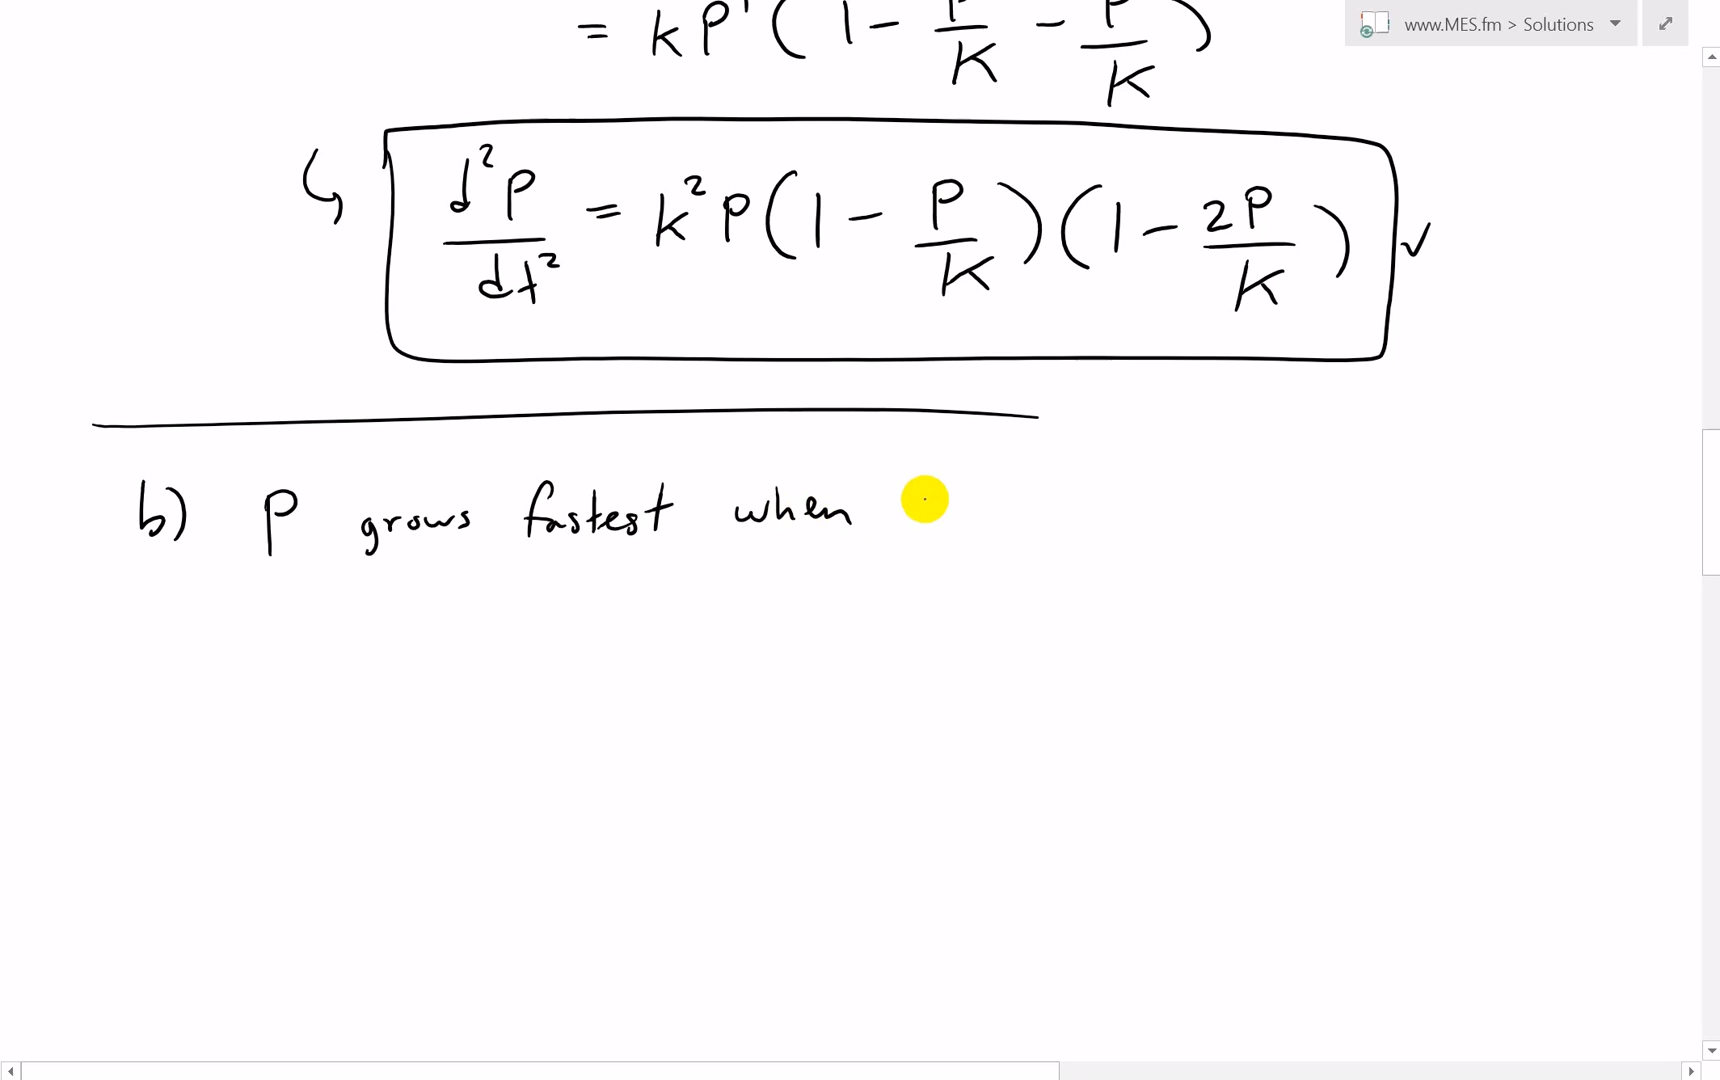 = kP'(1 - P/K - P/K)
www.MES.fm > Solutions
d²P/dt² = k²P(1 - P/K)(1 - 2P/K) ✓
b) P grows fastest when